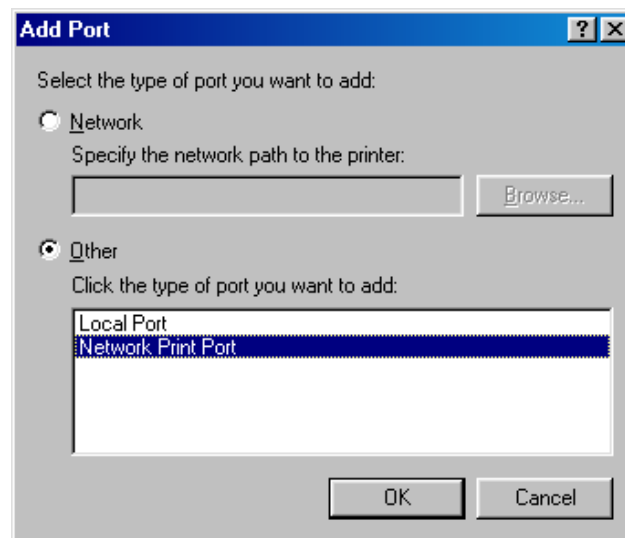 Add Port
Select the type of port you want to add:
Network
Specify the network path to the printer:
Browse...
Other
Click the type of port you want to add:
Local Port
Network Print Port
OK Cancel